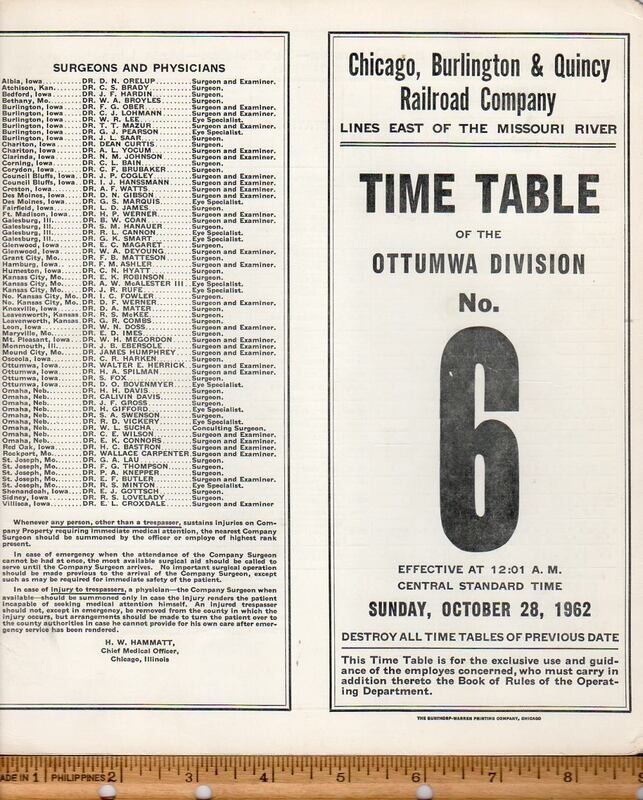 SURGEONS AND PHYSICIANS
Albia, Iowa.........DR. D. N. ORELUP......Surgeon and Examiner.
Atchison, Kan.......DR. C. S. BRADY.......Surgeon.
Bedford, Iowa.......DR. J. F. HARDIN......Surgeon.
Bethany, Mo.........DR. W. A. BROYLES.....Surgeon.
Burlington, Iowa....DR. F. G. OBER........Surgeon and Examiner.
Burlington, Iowa....DR. C. J. LOHMANN.....Surgeon and Examiner.
Burlington, Iowa....DR. W. R. LEE.........Eye Specialist.
Burlington, Iowa....DR. T. T. MAZUR.......Surgeon and Examiner.
Burlington, Iowa....DR. G. J. PEARSON.....Eye Specialist.
Burlington, Iowa....DR. J. L. SAAR........Surgeon.
Chariton, Iowa......DR. DEAN CURTIS.......Surgeon.
Chariton, Iowa......DR. A. L. YOCUM.......Surgeon and Examiner.
Clarinda, Iowa......DR. N. M. JOHNSON.....Surgeon and Examiner.
Corning, Iowa.......DR. C. L. BAIN........Surgeon.
Corydon, Iowa.......DR. C. F. BRUBAKER....Surgeon.
Council Bluffs, Iowa..DR. J. P. COGLEY....Surgeon and Examiner.
Council Bluffs, Iowa..DR. I. J. HANSSMANN.....Surgeon and Examiner.
Creston, Iowa.......DR. A. F. WATTS.......Surgeon and Examiner.
Des Moines, Iowa....DR. R. N. GIBSON......Surgeon and Examiner.
Des Moines, Iowa....DR. G. S. MARQUIS.....Eye Specialist.
Fairfield, Iowa.....DR. L. D. JAMES.......Surgeon.
Ft. Madison, Iowa...DR. H. P. WERNER......Surgeon and Examiner.
Galesburg, Ill......DR. B. W. COAN........Surgeon and Examiner.
Galesburg, Ill......DR. S. M. HANAUER.....Surgeon.
Galesburg, Ill......DR. R. L. CANNON......Eye Specialist.
Galesburg, Ill......DR. G. K. SMART.......Eye Specialist.
Glenwood, Iowa......DR. E. C. MAGARET.....Surgeon.
Glenwood, Iowa......DR. W. A. DEYOUNG.....Surgeon and Examiner.
Grant City, Mo......DR. F. B. MATTESON....Surgeon.
Hamburg, Iowa.......DR. F. M. ASHLER......Surgeon and Examiner.
Humeston, Iowa......DR. C. N. HYATT.......Surgeon.
Kansas City, Mo.....DR. E. K. ROBINSON....Surgeon.
Kansas City, Mo.....DR. A. W. McALESTER III..Eye Specialist.
Kansas City, Mo.....DR. J. R. RUFE........Eye Specialist.
No. Kansas City, Mo. DR. I. C. FOWLER.....Surgeon.
No. Kansas City, Mo. DR. D. F. WERNER.....Surgeon and Examiner.
Knoxville, Iowa.....DR. D. A. MATER.......Surgeon.
Leavenworth, Kansas DR. R. S. McKEE.......Surgeon.
Leavenworth, Kansas DR. G. R. COMBS.......Surgeon.
Leon, Iowa..........DR. W. N. DOSS........Surgeon and Examiner.
Maryville, Mo.......DR. E. D. IMES........Surgeon.
Mt. Pleasant, Iowa..DR. W. H. MEGORDON....Surgeon and Examiner.
Monmouth, Ill.......DR. J. B. EBERSOLE....Surgeon and Examiner.
Mound City, Mo......DR. JAMES HUMPHREY....Surgeon and Examiner.
Osceola, Iowa.......DR. C. R. HARKEN......Surgeon.
Ottumwa, Iowa.......DR. WALTER E. HERRICK..Surgeon and Examiner.
Ottumwa, Iowa.......DR. H. A. SPILMAN.....Surgeon and Examiner.
Ottumwa, Iowa.......DR. S. FOX............Surgeon.
Ottumwa, Iowa.......DR. D. O. BOVENMYER...Eye Specialist.
Omaha, Neb..........DR. H. H. DAVIS.......Surgeon.
Omaha, Neb..........DR. CALIVIN DAVIS.....Surgeon.
Omaha, Neb..........DR. J. F. GROSS.......Surgeon.
Omaha, Neb..........DR. H. GIFFORD........Eye Specialist.
Omaha, Neb..........DR. S. A. SWENSON.....Surgeon.
Omaha, Neb..........DR. R. D. VICKERY.....Eye Specialist.
Omaha, Neb..........DR. W. L. SUCHA.......Conculting Surgeon.
Omaha, Neb..........DR. C. E. WILSON......Surgeon and Examiner.
Omaha, Neb..........DR. E. K. CONNORS.....Surgeon and Examiner.
Red Oak, Iowa.......DR. H. C. BASTRON.....Surgeon and Examiner.
Rockport, Mo........DR. WALLACE CARPENTER.Surgeon and Examiner.
St. Joseph, Mo......DR. G. A. LAU.........Surgeon.
St. Joseph, Mo......DR. F. G. THOMPSON....Surgeon.
St. Joseph, Mo......DR. P. A. KNEPPER.....Surgeon.
St. Joseph, Mo......DR. E. F. BUTLER......Surgeon and Examiner.
St. Joseph, Mo......DR. R. S. MINTON......Eye Specialist.
Shenandoah, Iowa....DR. E. J. GOTTSCH.....Surgeon.
Sidney, Iowa........DR. R. S. LOVELADY....Surgeon.
Villisca, Iowa......DR. E. L. CROXDALE....Surgeon and Examiner
Whenever any person, other than a trespasser, sustains injuries on Com-
pany Property requiring immediate medical attention, the nearest Company
Surgeon should be summoned by the officer or employe of highest rank
present.
In case of emergency when the attendance of the Company Surgeon
cannot be had at once, the most available surgical aid should be called to
serve until the Company Surgeon arrives. No important surgical operation
should be made previous to the arrival of the Company Surgeon, except
such as may be required for immediate safety of the patient.
In case of injury to trespassers, a physician—the Company Surgeon when
available—should be summoned only in case the injury renders the patient
incapable of seeking medical attention himself. An injured trespasser
should not, except in emergency, be removed from the county in which the
injury occurs, but arrangements should be made to turn the patient over to
the county authorities in case he cannot provide for his own care after emer-
gency service has been rendered.
H. W. HAMMATT,
Chief Medical Officer,
Chicago, Illinois
Chicago, Burlington & Quincy
Railroad Company
LINES EAST OF THE MISSOURI RIVER
TIME TABLE
OF THE
OTTUMWA DIVISION
No.
6
EFFECTIVE AT 12:01 A. M.
CENTRAL STANDARD TIME
SUNDAY, OCTOBER 28, 1962
DESTROY ALL TIME TABLES OF PREVIOUS DATE
This Time Table is for the exclusive use and guid-
ance of the employes concerned, who must carry in
addition thereto the Book of Rules of the Operat-
ing Department.
THE GUNTHORP-WARREN PRINTING COMPANY, CHICAGO
ADE IN 1 PHILIPPINES 2 3 4 5 6 7 8